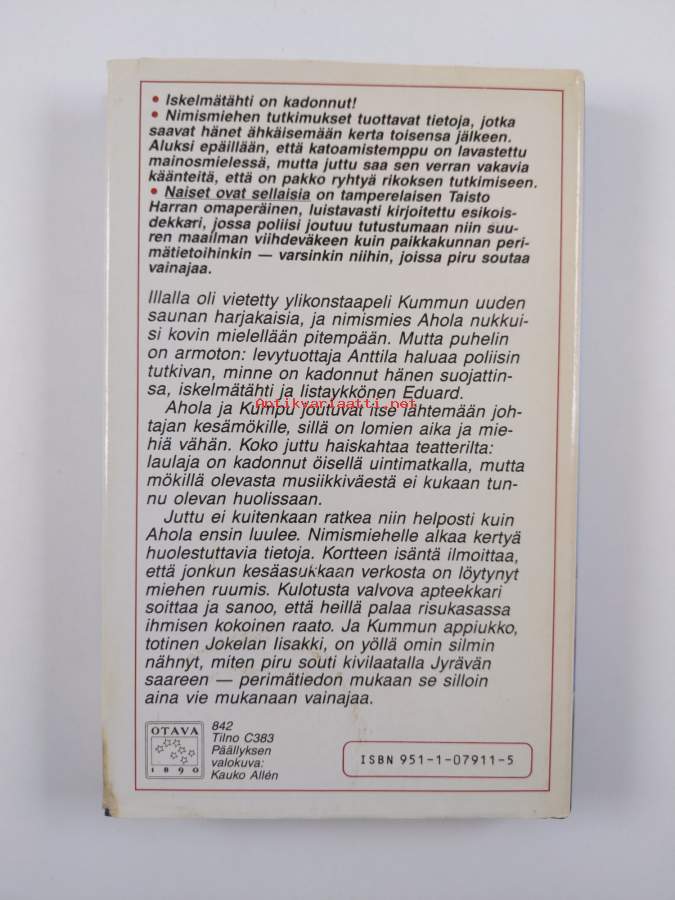 • Iskelmätähti on kadonnut!
• Nimismiehen tutkimukset tuottavat tietoja, jotka
saavat hänet ähkäisemään kerta toisensa jälkeen.
Aluksi epäillään, että katoamistemppu on lavastettu
mainosmielessä, mutta juttu saa sen verran vakavia
käänteitä, että on pakko ryhtyä rikoksen tutkimiseen.
• Naiset ovat sellaisia on tamperelaisen Taisto
Harran omaperäinen, luistavasti kirjoitettu esikois-
dekkari, jossa poliisi joutuu tutustumaan niin suu-
ren maailman viihdeväkeen kuin paikkakunnan peri-
mätietoihinkin — varsinkin niihin, joissa piru soutaa
vainajaa.
Illalla oli vietetty ylikonstaapeli Kummun uuden
saunan harjakaisia, ja nimismies Ahola nukkui-
si kovin mielellään pitempään. Mutta puhelin
on armoton: levytuottaja Anttila haluaa poliisin
tutkivan, minne on kadonnut hänen suojattin-
sa, iskelmätähti ja listaykkönen Eduard.
Antikvariaatti.net
Ahola ja Kumpu joutuvat itse lähtemään joh-
tajan kesämökille, sillä on lomien aika ja mie-
hiä vähän. Koko juttu haiskahtaa teatterilta:
laulaja on kadonnut öisellä uintimatkalla, mutta
mökillä olevasta musiikkiväestä ei kukaan tun-
nu olevan huolissaan.
Juttu ei kuitenkaan ratkea niin helposti kuin
Ahola ensin luulee. Nimismiehelle alkaa kertyä
huolestuttavia tietoja. Kortteen isäntä ilmoittaa,
että jonkun kesäasukkaan verkosta on löytynyt
miehen ruumis. Kulotusta valvova apteekkari
soittaa ja sanoo, että heillä palaa risukasassa
ihmisen kokoinen raato. Ja Kummun appiukko,
totinen Jokelan Iisakki, on yöllä omin silmin
nähnyt, miten piru souti kivilaatalla Jyrävän
saareen — perimätiedon mukaan se silloin
aina vie mukanaan vainajaa.
OTAVA
1890
842
Tilno C383
Päällyksen
valokuva:
Kauko Allén
ISBN 951-1-07911-5